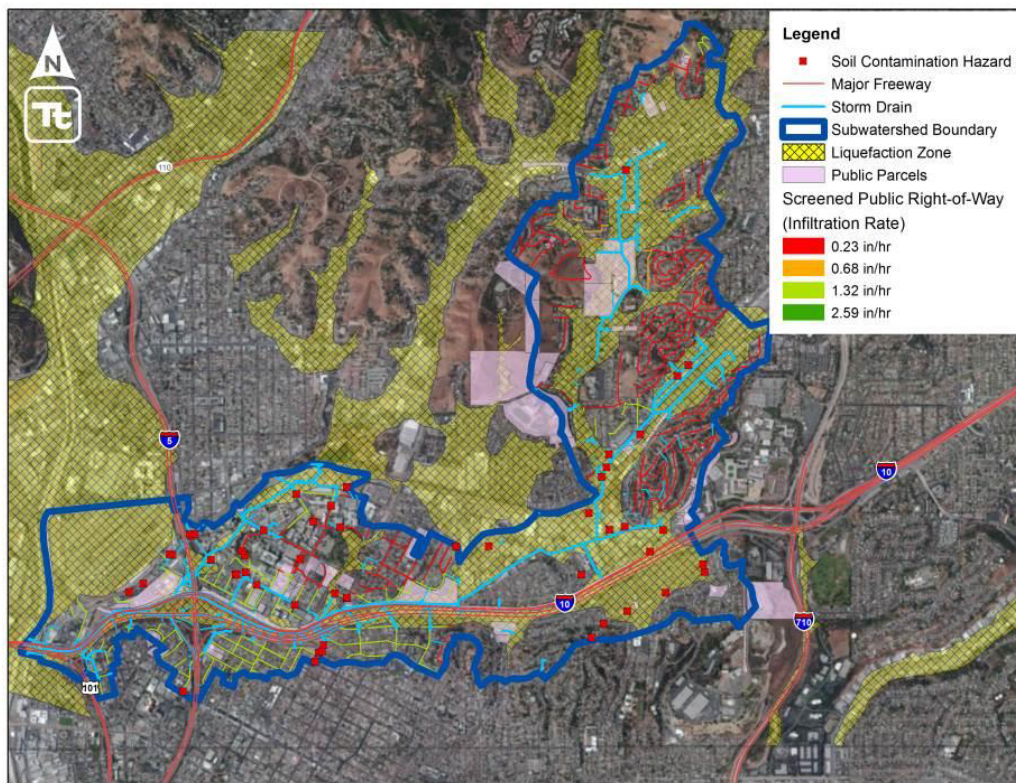 N
Tt
Legend
Soil Contamination Hazard
Major Freeway
Storm Drain
Subwatershed Boundary
Liquefaction Zone
Public Parcels
Screened Public Right-of-Way
(Infiltration Rate)
0.23 in/hr
0.68 in/hr
1.32 in/hr
2.59 in/hr
110
5
10
10
710
101